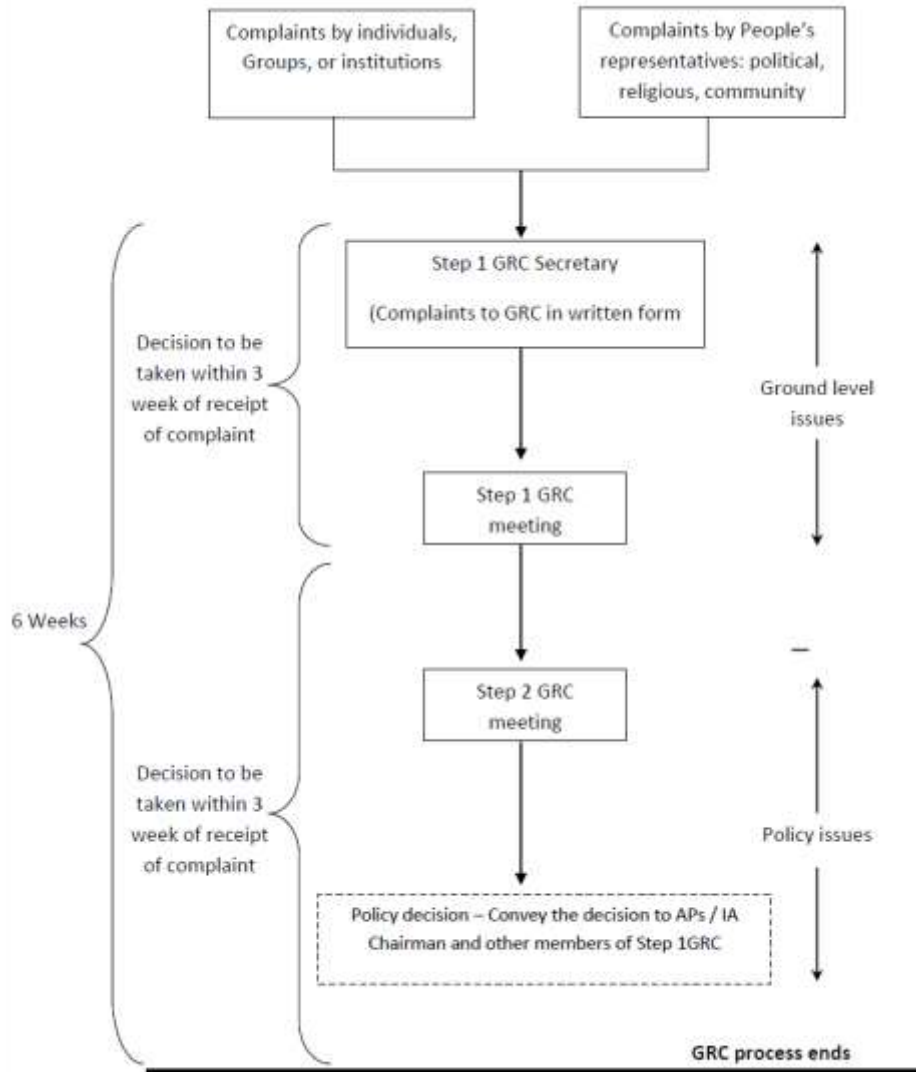 Complaints by individuals,
Groups, or institutions
Complaints by People's
representatives: political,
religious, community
Step 1 GRC Secretary
(Complaints to GRC in written form
Decision to be
taken within 3
week of receipt
of complaint
Ground level
issues
Step 1 GRC
meeting
6 Weeks
Step 2 GRC
meeting
Decision to be
taken within 3
week of receipt
of complaint
Policy issues
Policy decision – Convey the decision to APs / IA
Chairman and other members of Step 1GRC
GRC process ends